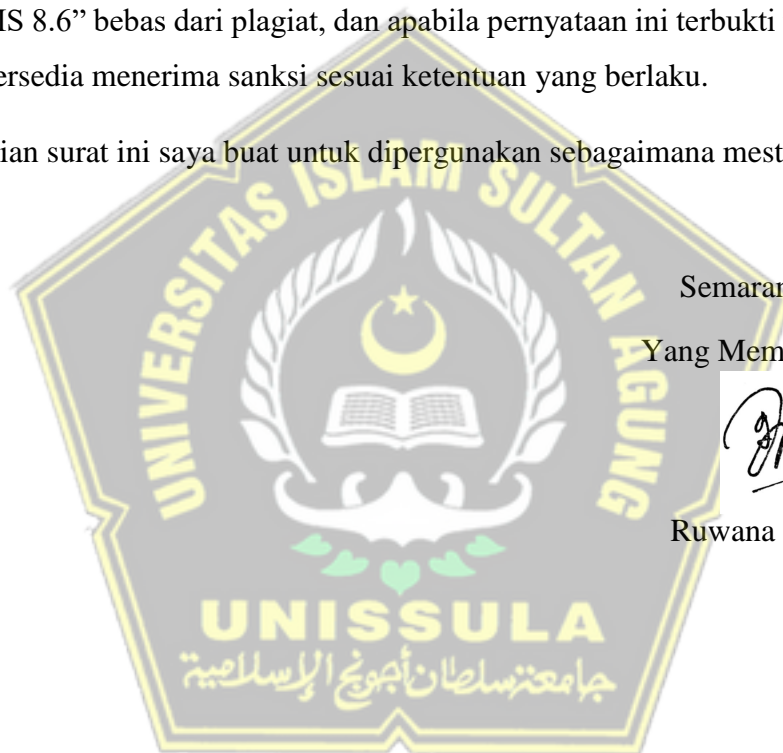 IS 8.6” bebas dari plagiat, dan apabila pernyataan ini terbukti
ersedia menerima sanksi sesuai ketentuan yang berlaku.
ian surat ini saya buat untuk dipergunakan sebagaimana mest
UNIVERSITAS ISLAM SULTAN AGUNG
Semaran
Yang Mem
Ruwana
UNISSULA
جامعة سلطان أجونج الإسلامية